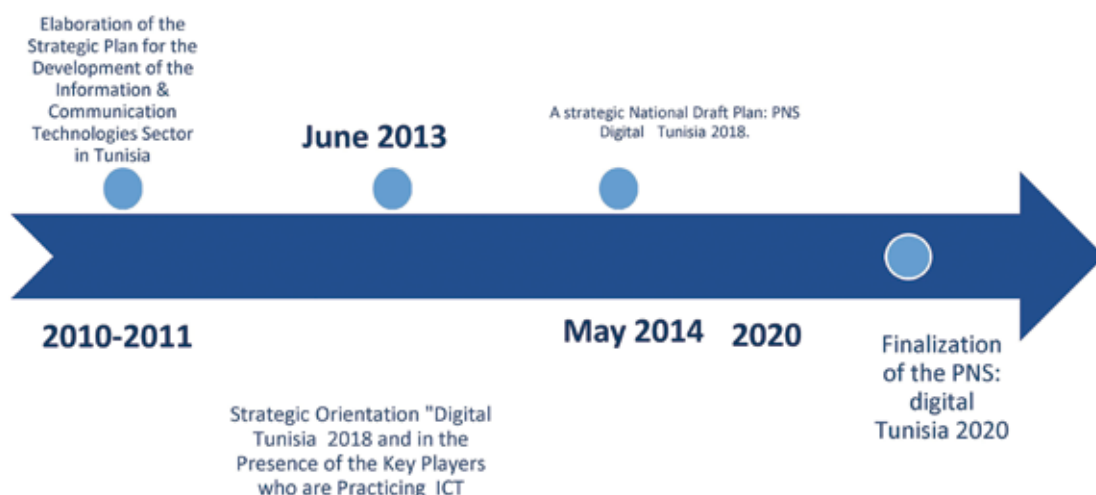 Elaboration of the
Strategic Plan for the
Development of the
Information &
Communication
Technologies Sector
in Tunisia
2010-2011
June 2013
Strategic Orientation "Digital
Tunisia 2018 and in the
Presence of the Key Players
who are Practicing ICT
A strategic National Draft Plan: PNS
Digital Tunisia 2018.
May 2014
2020
Finalization
of the PNS:
digital
Tunisia 2020